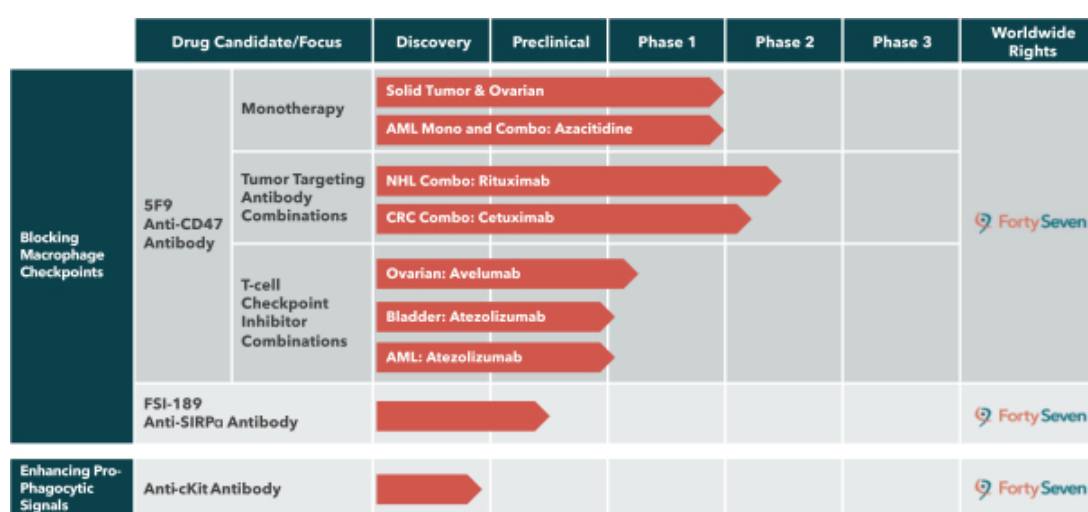 Drug Candidate/Focus
Discovery
Preclinical
Phase 1
Phase 2
Phase 3
Worldwide
Rights
Blocking
Macrophage
Checkpoints
5F9
Anti-CD47
Antibody
Monotherapy
Solid Tumor & Ovarian
AML Mono and Combo: Azacitidine
Tumor Targeting
Antibody
Combinations
NHL Combo: Rituximab
CRC Combo: Cetuximab
FortySeven
T-cell
Checkpoint
Inhibitor
Combinations
Ovarian: Avelumab
Bladder: Atezolizumab
AML: Atezolizumab
FSI-189
Anti-SIRPα Antibody
FortySeven
Enhancing Pro-
Phagocytic
Signals
Anti-cKit Antibody
FortySeven